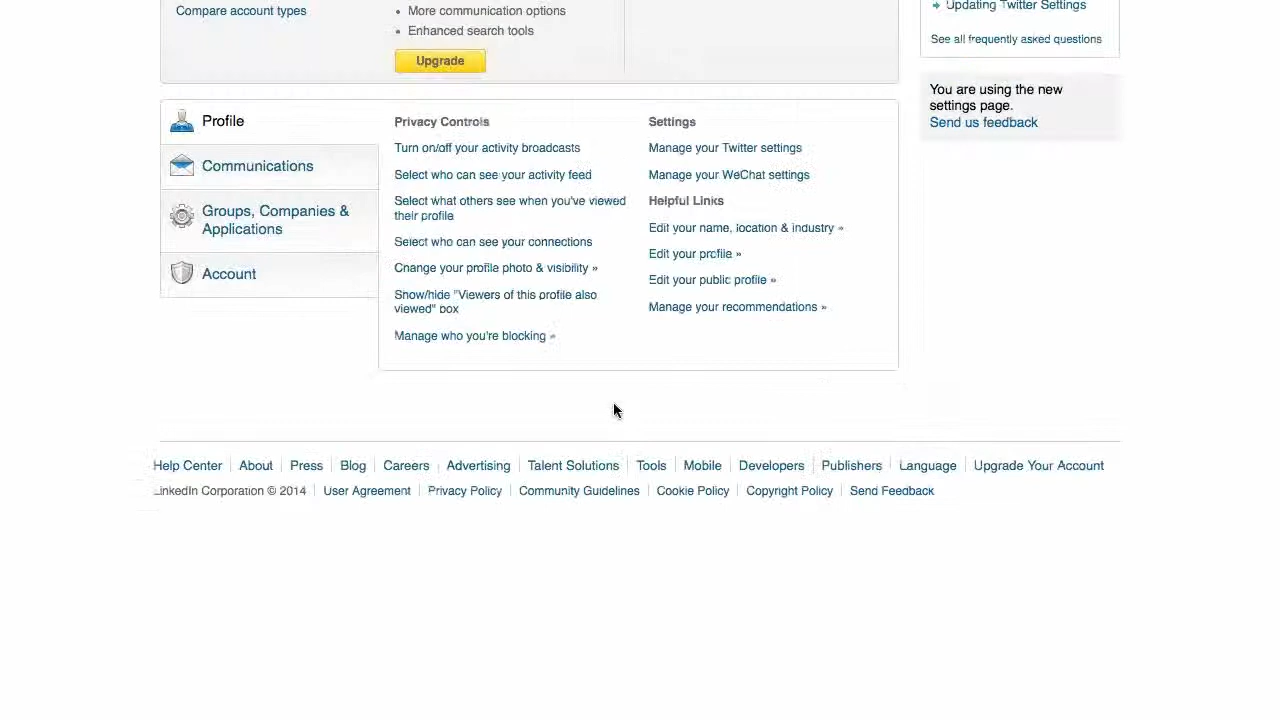 Compare account types
• More communication options
• Enhanced search tools
Upgrade
→ Updating Twitter Settings
See all frequently asked questions
You are using the new
settings page.
Send us feedback
Profile
Communications
Groups, Companies &
Applications
Account
Privacy Controls
Turn on/off your activity broadcasts
Select who can see your activity feed
Select what others see when you've viewed
their profile
Select who can see your connections
Change your profile photo & visibility »
Show/hide "Viewers of this profile also
viewed" box
Manage who you're blocking »
Settings
Manage your Twitter settings
Manage your WeChat settings
Helpful Links
Edit your name, location & industry »
Edit your profile »
Edit your public profile »
Manage your recommendations »
Help Center | About | Press | Blog | Careers | Advertising | Talent Solutions | Tools | Mobile | Developers | Publishers | Language | Upgrade Your Account
LinkedIn Corporation © 2014 | User Agreement | Privacy Policy | Community Guidelines | Cookie Policy | Copyright Policy | Send Feedback